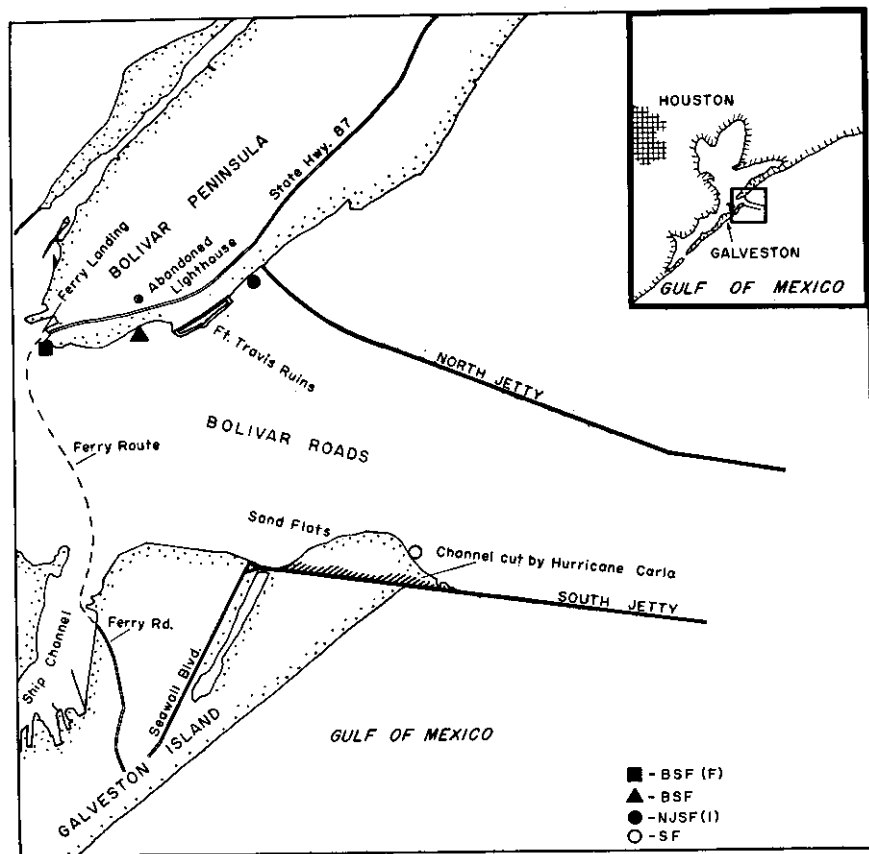 HOUSTON
GALVESTON
GULF OF MEXICO
BOLIVAR PENINSULA
State Hwy. 87
Ferry Landing
Abandoned
Lighthouse
Ft. Travis Ruins
NORTH JETTY
BOLIVAR ROADS
Ferry Route
Sand Flats
Channel cut by Hurricane Carla
SOUTH JETTY
Ship Channel
Ferry Rd.
Seawall Blvd.
GALVESTON ISLAND
GULF OF MEXICO
-BSF (F)
-BSF
-NJSF(I)
-SF